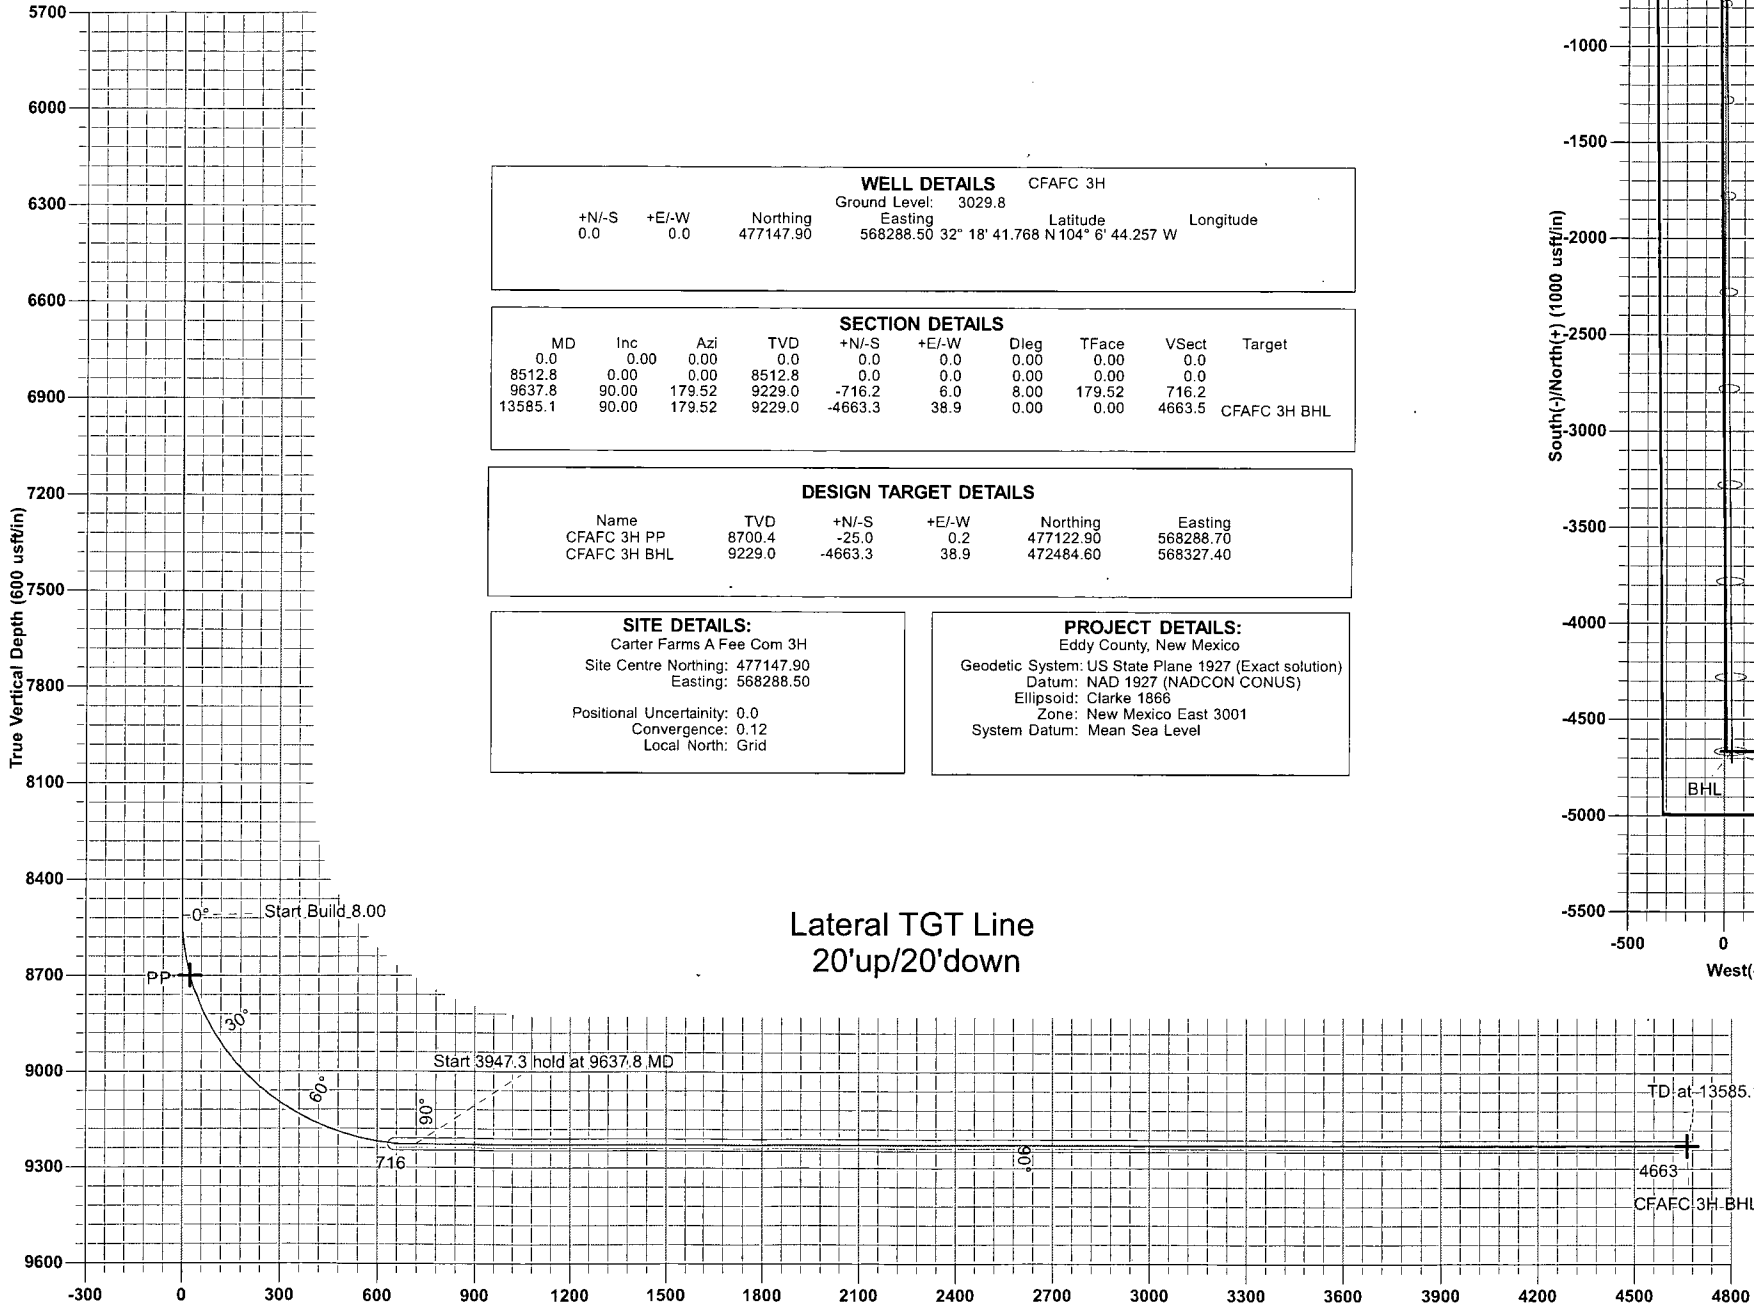 WELL DETAILS CFAFC 3H
Ground Level: 3029.8
+N/-S +E/-W Northing Easting Latitude Longitude
0.0 0.0 477147.90 568288.50 32° 18' 41.768 N 104° 6' 44.257 W
SECTION DETAILS
MD Inc Azi TVD +N/-S +E/-W Dleg TFace VSect Target
0.0 0.00 0.00 0.0 0.0 0.0 0.00 0.00 0.0
8512.8 0.00 0.00 8512.8 0.0 0.0 0.00 0.00 0.0
9637.8 90.00 179.52 9229.0 -716.2 6.0 8.00 179.52 716.2
13585.1 90.00 179.52 9229.0 -4663.3 38.9 0.00 0.00 4663.5 CFAFC 3H BHL
DESIGN TARGET DETAILS
Name TVD +N/-S +E/-W Northing Easting
CFAFC 3H PP 8700.4 -25.0 0.2 477122.90 568288.70
CFAFC 3H BHL 9229.0 -4663.3 38.9 472484.60 568327.40
SITE DETAILS:
Carter Farms A Fee Com 3H
Site Centre Northing: 477147.90
Easting: 568288.50
Positional Uncertainity: 0.0
Convergence: 0.12
Local North: Grid
PROJECT DETAILS:
Eddy County, New Mexico
Geodetic System: US State Plane 1927 (Exact solution)
Datum: NAD 1927 (NADCON CONUS)
Ellipsoid: Clarke 1866
Zone: New Mexico East 3001
System Datum: Mean Sea Level
Lateral TGT Line
20'up/20'down
True Vertical Depth (600 usft/in)
5700
6000
6300
6600
6900
7200
7500
7800
8100
8400
8700
9000
9300
9600
-300 0 300 600 900 1200 1500 1800 2100 2400 2700 3000 3300 3600 3900 4200 4500 4800
0°
Start Build 8.00
PP
30°
60°
90°
Start 3947.3 hold at 9637.8 MD
716
90°
TD at 13585.
4663
CFAFC 3H BHL
South(-)/North(+) (1000 usft/in)
-1000
-1500
-2000
-2500
-3000
-3500
-4000
-4500
-5000
-5500
BHL
-500 0
West(-